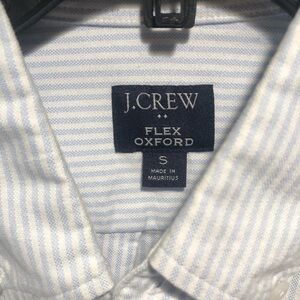 J.CREW
FLEX
OXFORD
S
MADE IN
MAURITIUS